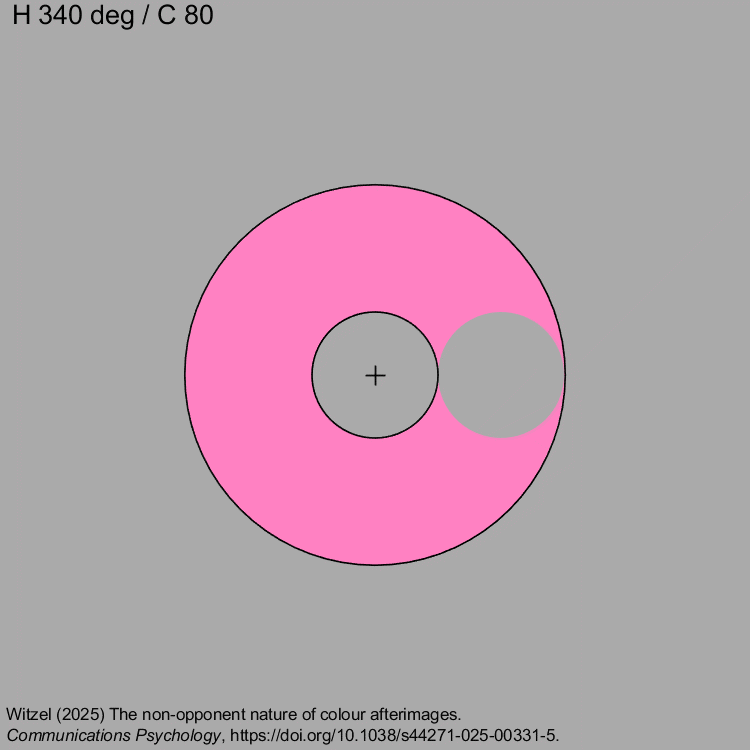 H 340 deg / C 80
Witzel (2025) The non-opponent nature of colour afterimages.
Communications Psychology, https://doi.org/10.1038/s44271-025-00331-5.